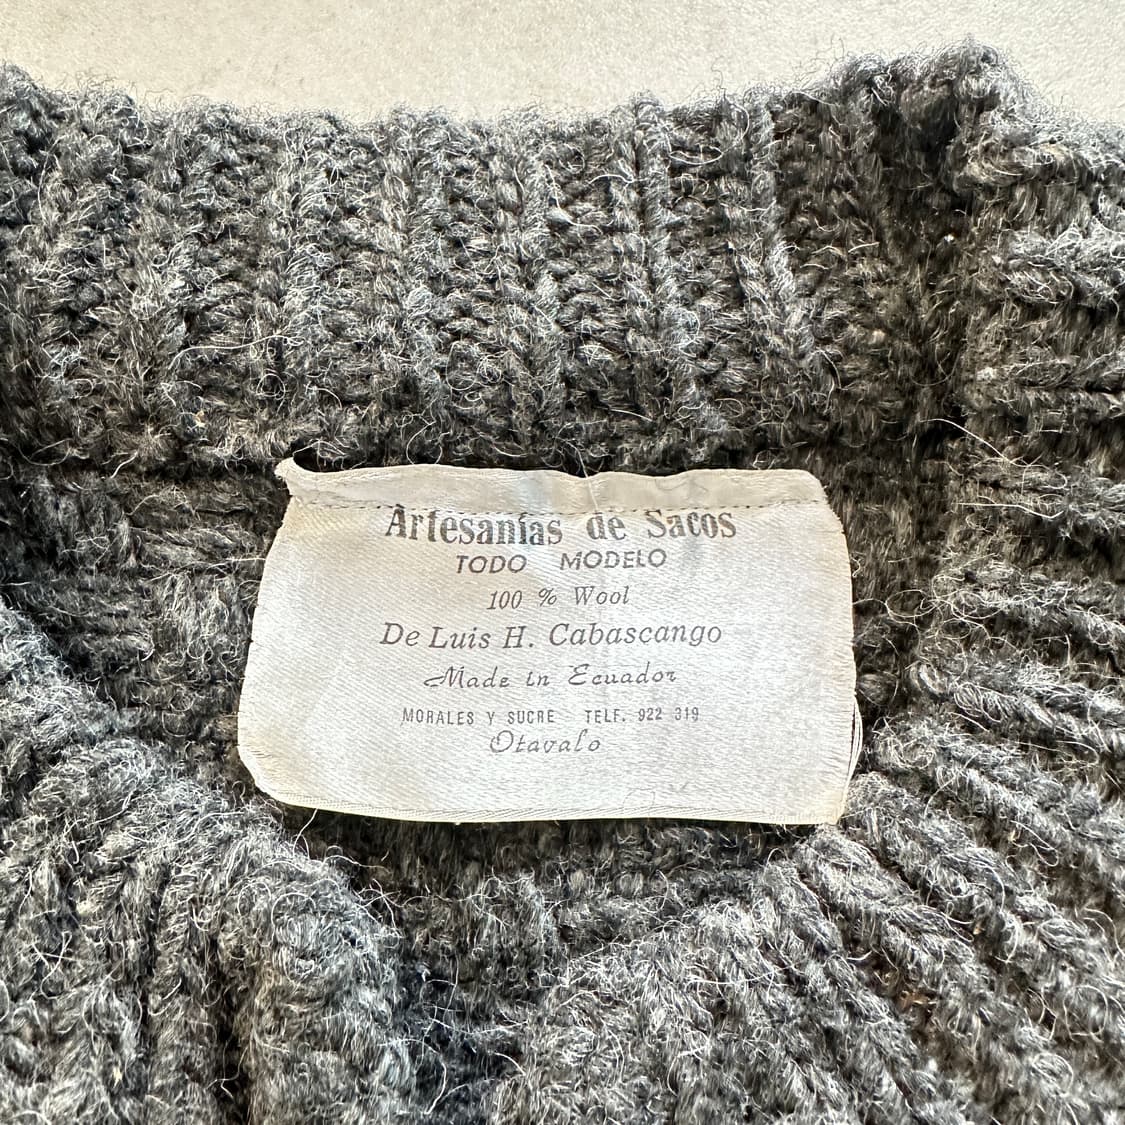 Artesanías de Sacos
TODO MODELO
100 % Wool
De Luis H. Cabascango
Made in Ecuador
MORALES Y SUCRE TELF. 922 319
Otavalo